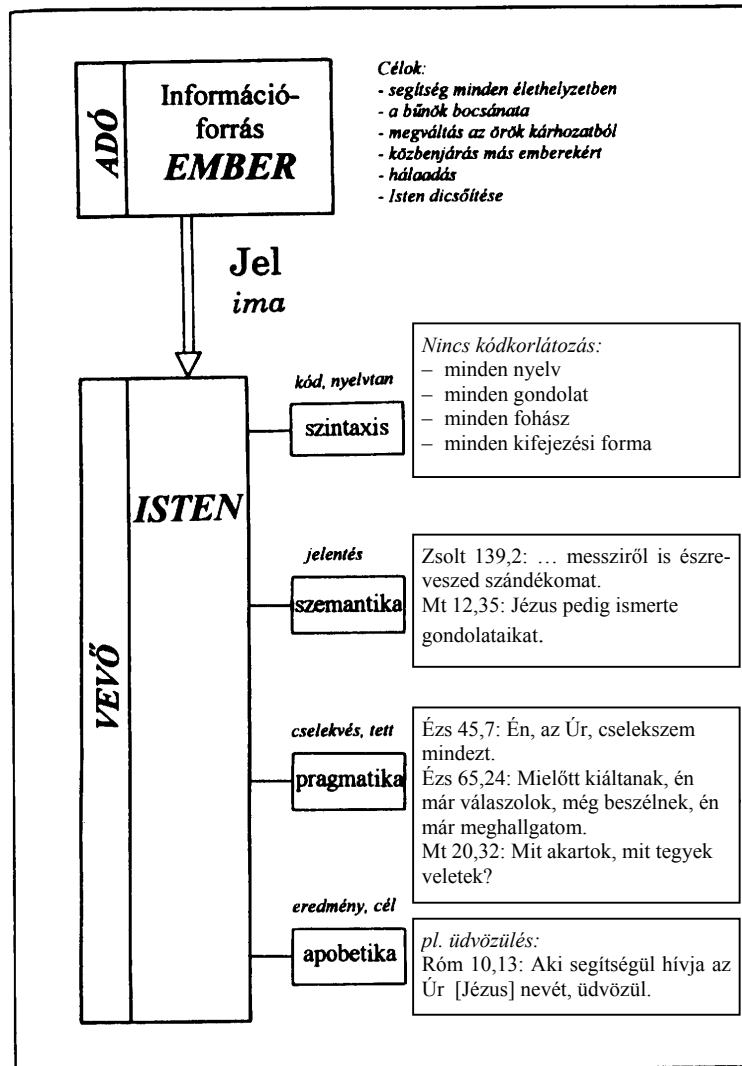 ADÓ
Információ-
forrás
EMBER
Célok:
- segítség minden élethelyzetben
- a bűnök bocsánata
- megváltás az örök kárhozatból
- közbenjárás más emberekért
- hálaadás
- Isten dicsőítése
Jel
ima
VEVŐ
ISTEN
kód, nyelvtan
szintaxis
Nincs kódkorlátozás:
– minden nyelv
– minden gondolat
– minden fohász
– minden kifejezési forma
jelentés
szemantika
Zsolt 139,2: … messziről is észre-
veszed szándékomat.
Mt 12,35: Jézus pedig ismerte
gondolataikat.
cselekvés, tett
pragmatika
Ézs 45,7: Én, az Úr, cselekszem
mindezt.
Ézs 65,24: Mielőtt kiáltanak, én
már válaszolok, még beszélnek, én
már meghallgatom.
Mt 20,32: Mit akartok, mit tegyek
veletek?
eredmény, cél
apobetika
pl. üdvözülés:
Róm 10,13: Aki segítségül hívja az
Úr [Jézus] nevét, üdvözül.